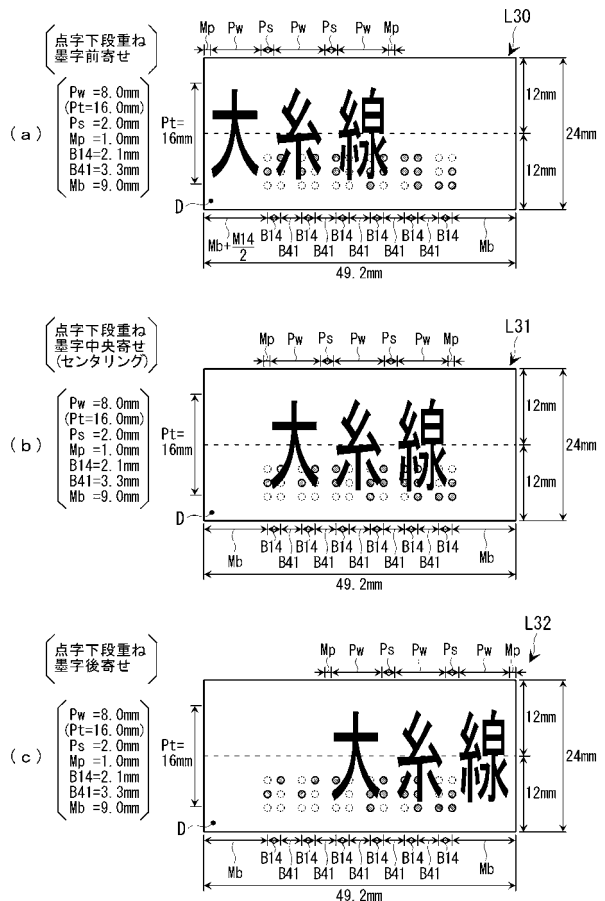 点字下段重ね
墨字前寄せ
(a)
Pw =8.0mm
(Pt=16.0mm)
Ps =2.0mm
Mp =1.0mm
B14=2.1mm
B41=3.3mm
Mb =9.0mm
Mp Pw Ps Pw Ps Pw Mp
L30
Pt=
16mm
大糸線
12mm
24mm
12mm
D
Mb+M14/2
B14 B14 B14 B14 B14 B14
B41 B41 B41 B41 B41
Mb
49.2mm
点字下段重ね
墨字中央寄せ
(センタリング)
(b)
Pw =8.0mm
(Pt=16.0mm)
Ps =2.0mm
Mp =1.0mm
B14=2.1mm
B41=3.3mm
Mb =9.0mm
Mp Pw Ps Pw Ps Pw Mp
L31
Pt=
16mm
大糸線
12mm
24mm
12mm
D
Mb
B14 B14 B14 B14 B14 B14
B41 B41 B41 B41 B41
Mb
49.2mm
点字下段重ね
墨字後寄せ
(c)
Pw =8.0mm
(Pt=16.0mm)
Ps =2.0mm
Mp =1.0mm
B14=2.1mm
B41=3.3mm
Mb =9.0mm
Mp Pw Ps Pw Ps Pw Mp
L32
Pt=
16mm
大糸線
12mm
24mm
12mm
D
Mb
B14 B14 B14 B14 B14 B14
B41 B41 B41 B41 B41
Mb
49.2mm